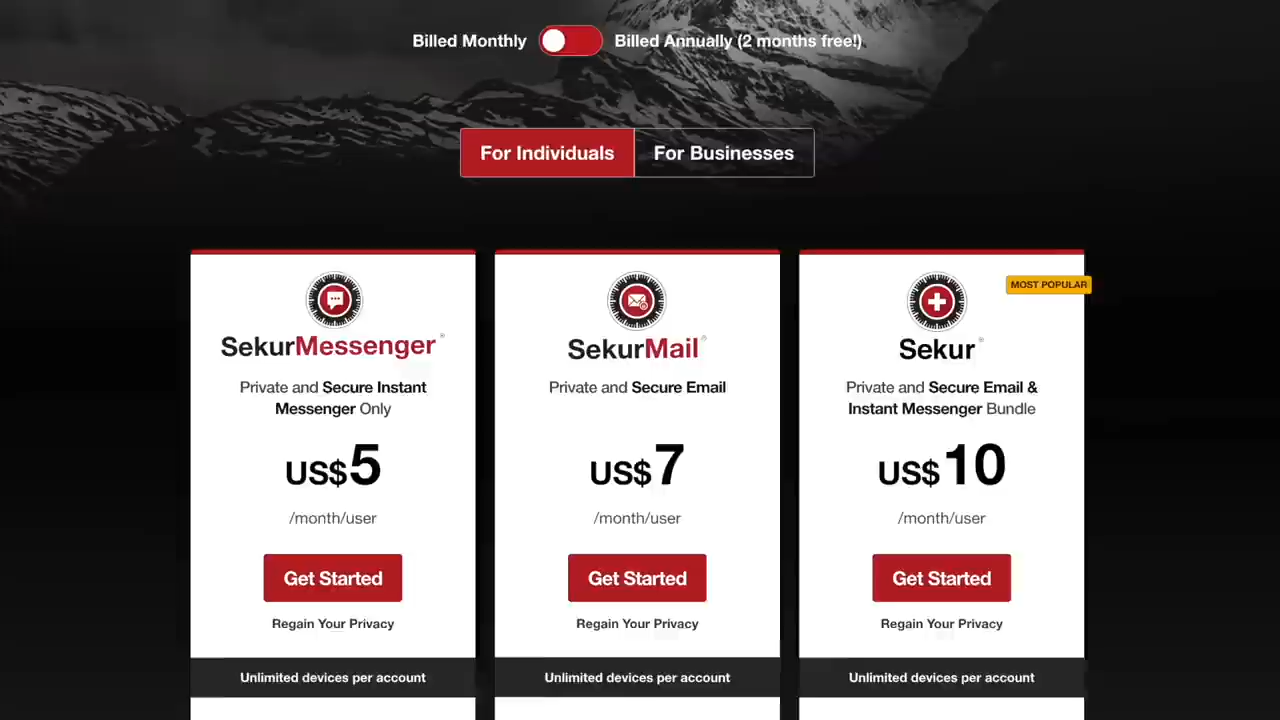 Billed Monthly Billed Annually (2 months free!)
For Individuals For Businesses
MOST POPULAR
SekurMessenger®
Private and Secure Instant
Messenger Only
US$5
/month/user
Get Started
Regain Your Privacy
Unlimited devices per account
SekurMail®
Private and Secure Email
US$7
/month/user
Get Started
Regain Your Privacy
Unlimited devices per account
Sekur®
Private and Secure Email &
Instant Messenger Bundle
US$10
/month/user
Get Started
Regain Your Privacy
Unlimited devices per account